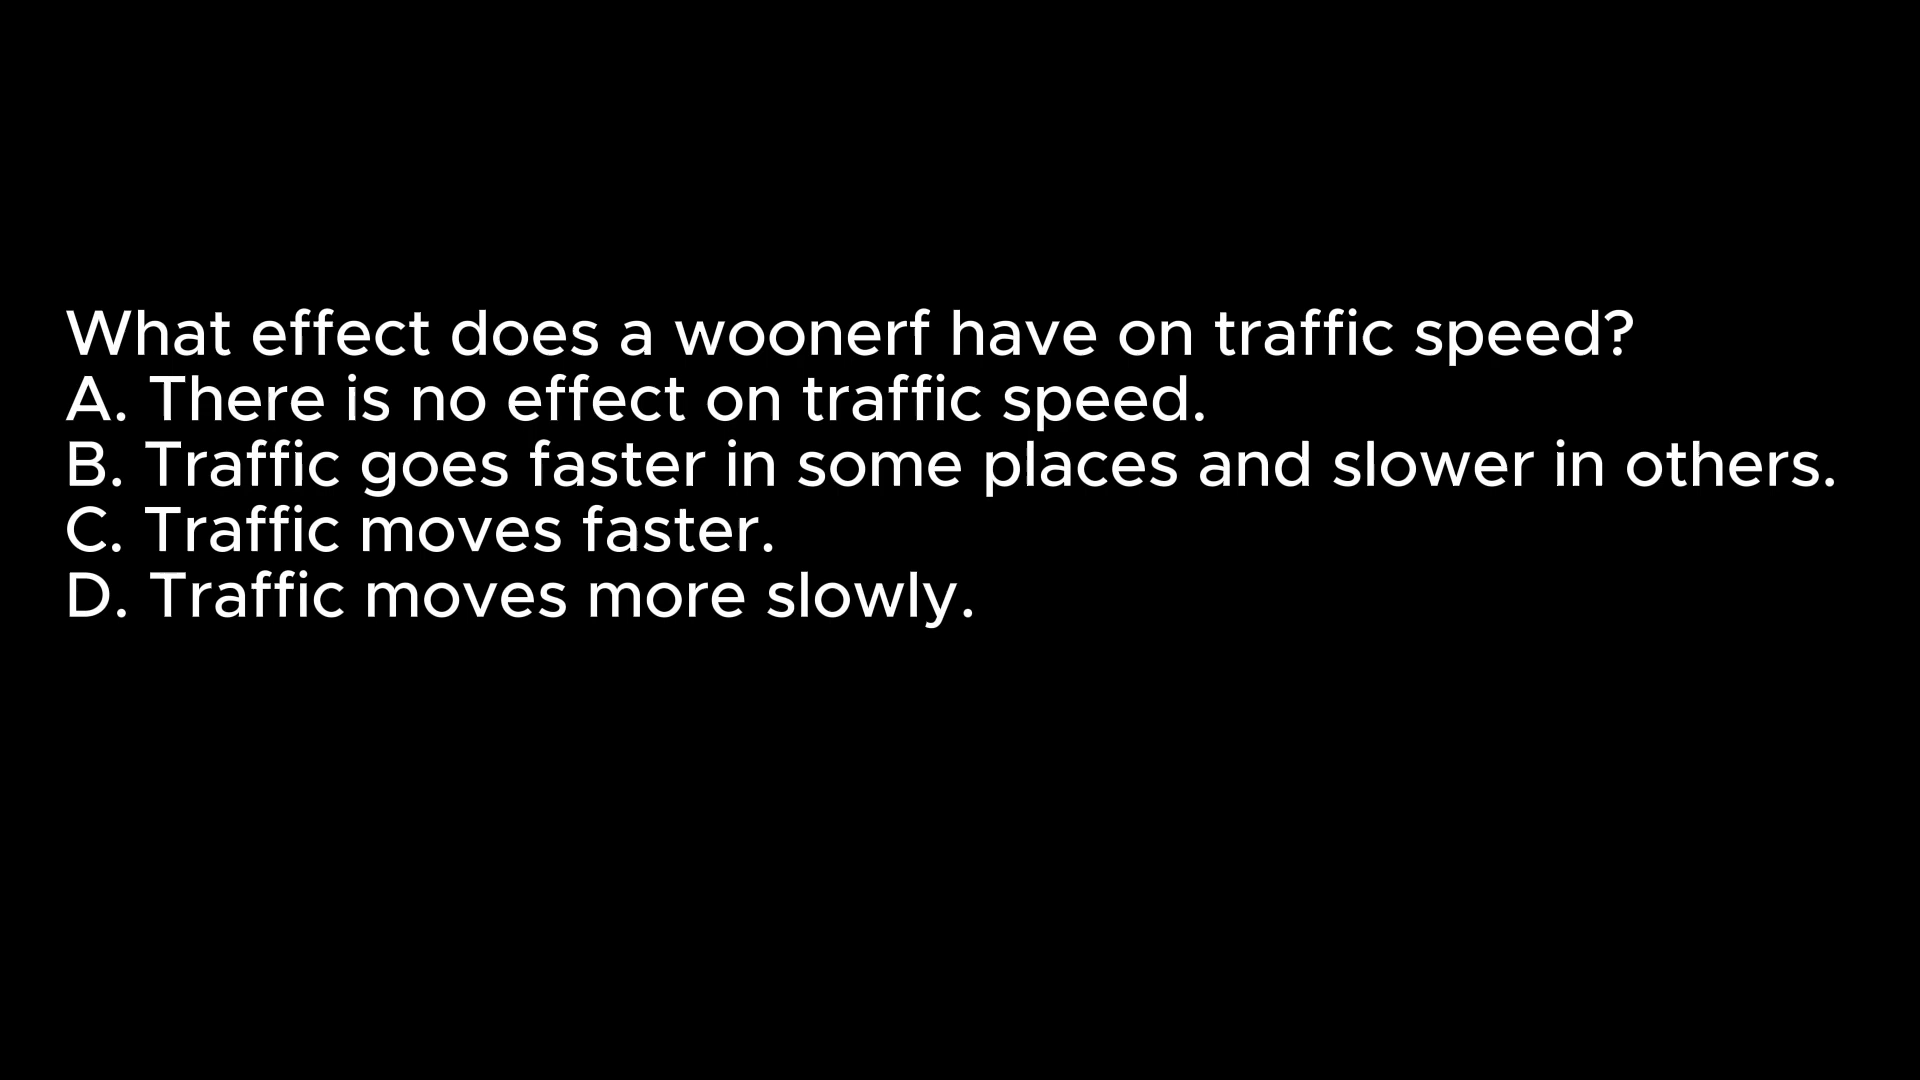 What effect does a woonerf have on traffic speed?
A. There is no effect on traffic speed.
B. Traffic goes faster in some places and slower in others.
C. Traffic moves faster.
D. Traffic moves more slowly.